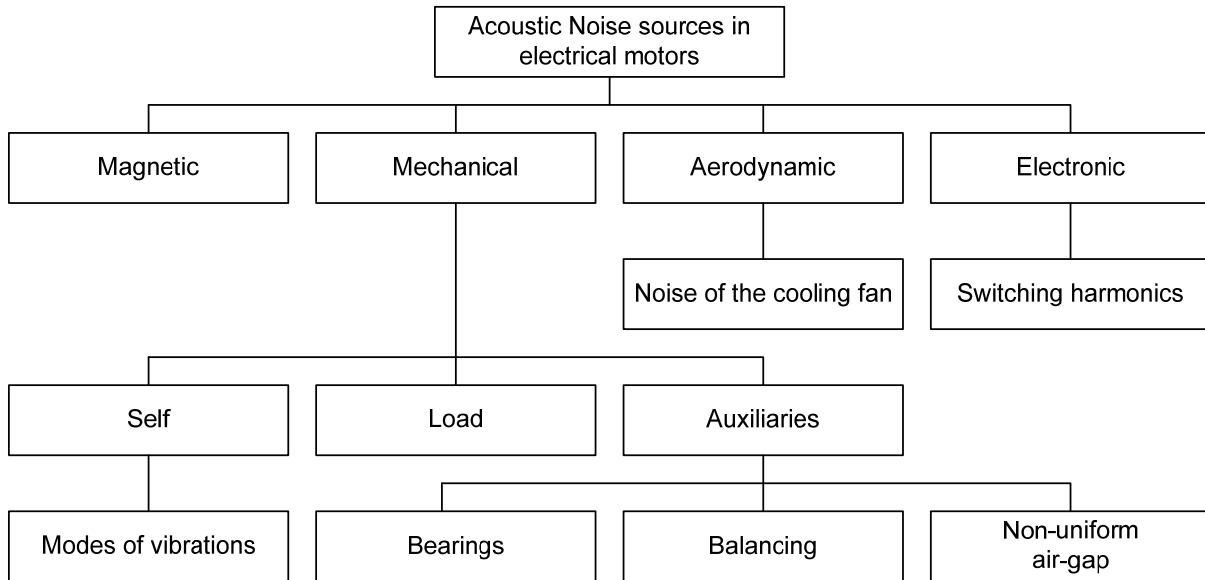 Acoustic Noise sources in
electrical motors
Magnetic
Mechanical
Aerodynamic
Electronic
Noise of the cooling fan
Switching harmonics
Self
Load
Auxiliaries
Modes of vibrations
Bearings
Balancing
Non-uniform
air-gap